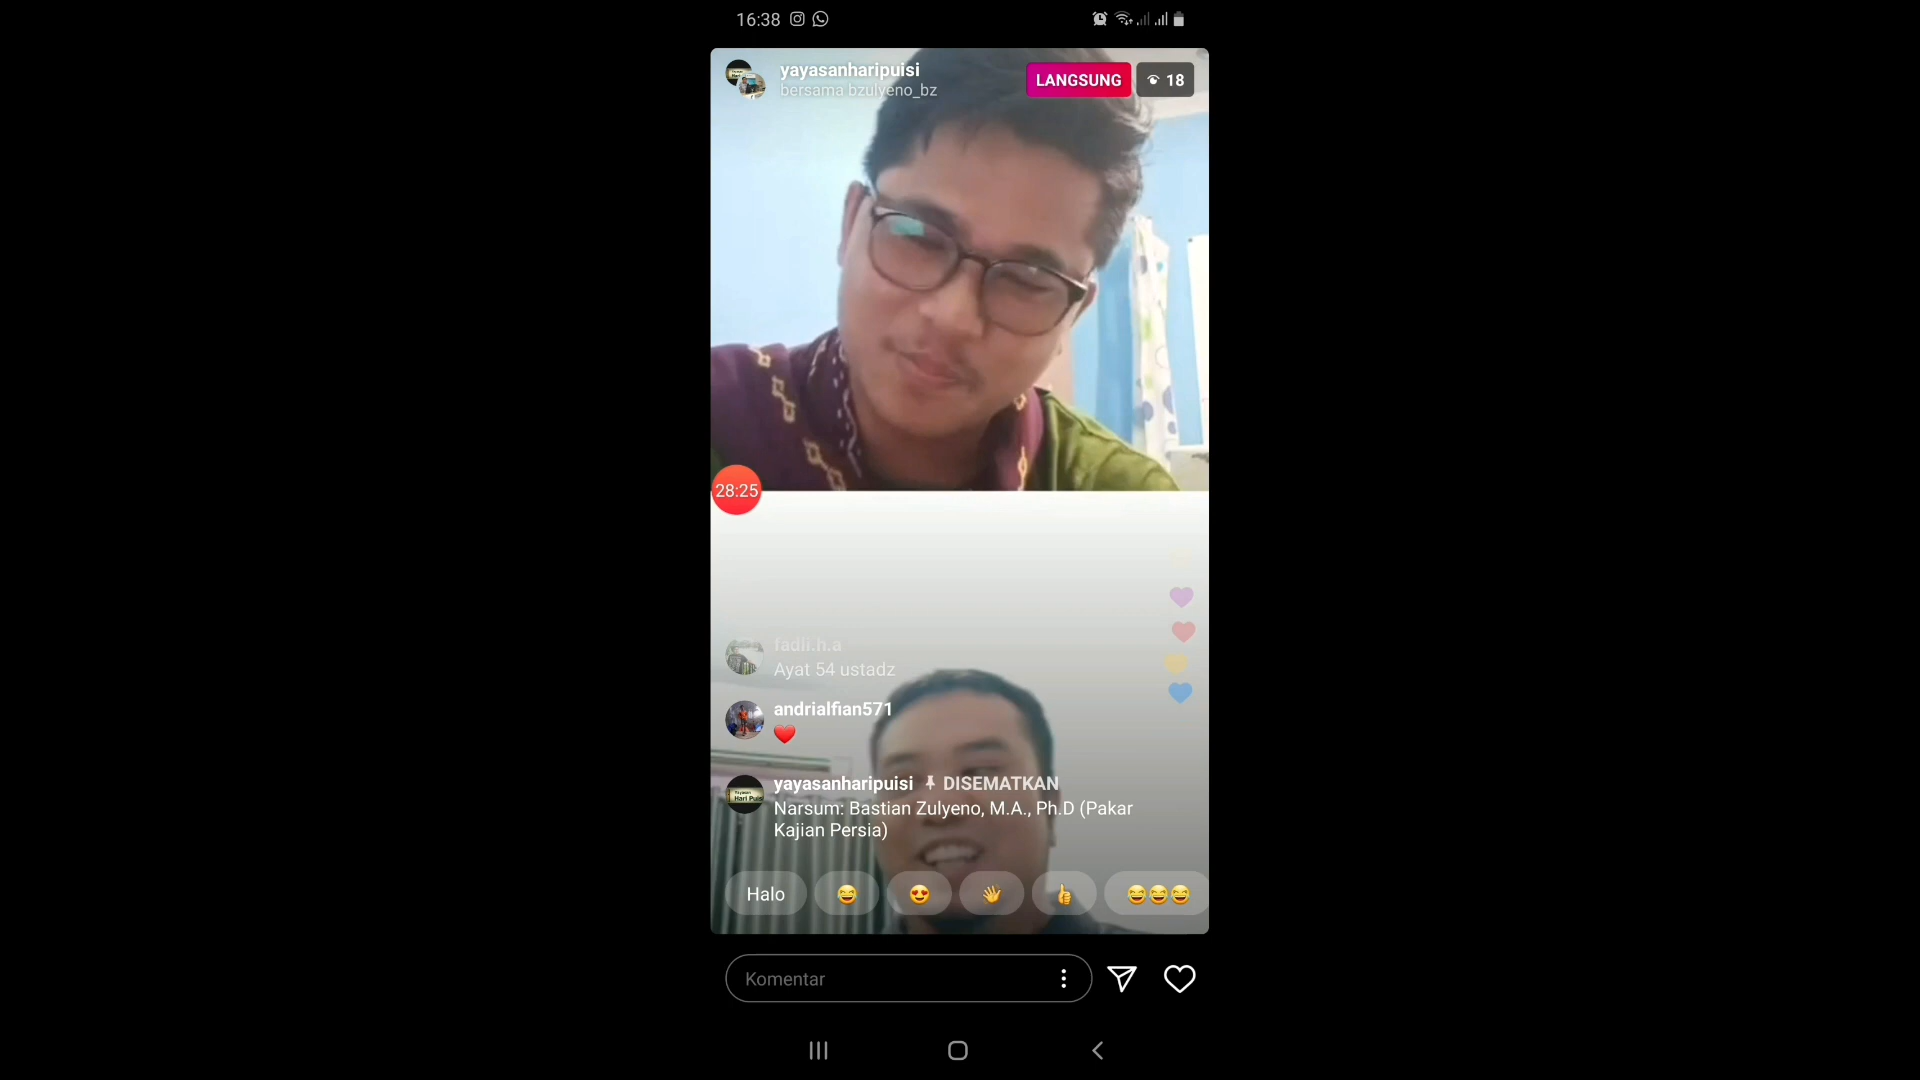 16:38
yayasanharipuisi
bersama bzulyeno_bz
LANGSUNG
18
28:25
fadli.h.a
Ayat 54 ustadz
andrialfian571
yayasanharipuisi DISEMATKAN
Narsum: Bastian Zulyeno, M.A., Ph.D (Pakar
Kajian Persia)
Halo
Komentar